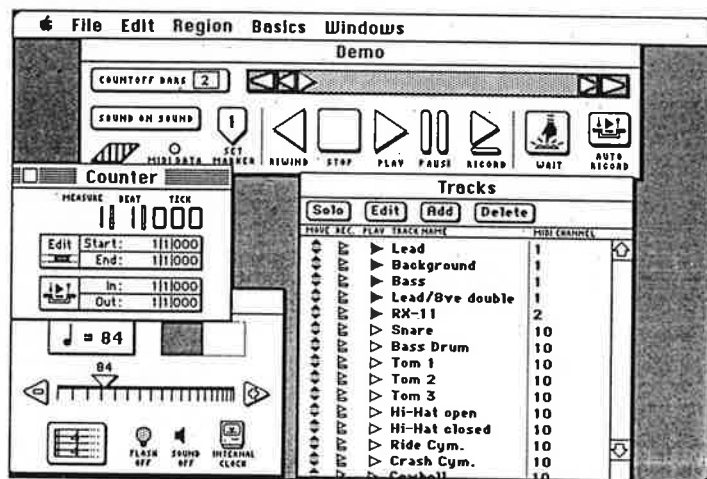 File Edit Region Basics Windows
Demo
COUNTOFF BARS 2
SOUND ON SOUND
MIDI DATA
1
SET MARKER
REWIND STOP PLAY PAUSE RECORD WAIT AUTO RECORD
Counter
MEASURE BEAT TICK
1|1|000
Edit Start: 1|1|000
End: 1|1|000
In: 1|1|000
Out: 1|1|000
= 84
84
FLASH OFF
SOUND OFF
INTERNAL CLOCK
Tracks
Solo Edit Add Delete
MOVE REC. PLAY TRACK NAME MIDI CHANNEL
Lead 1
Background 1
Bass 1
Lead/8ve double 1
RX-11 2
Snare 10
Bass Drum 10
Tom 1 10
Tom 2 10
Tom 3 10
Hi-Hat open 10
Hi-Hat closed 10
Ride Cym. 10
Crash Cym. 10
Cowbell 10